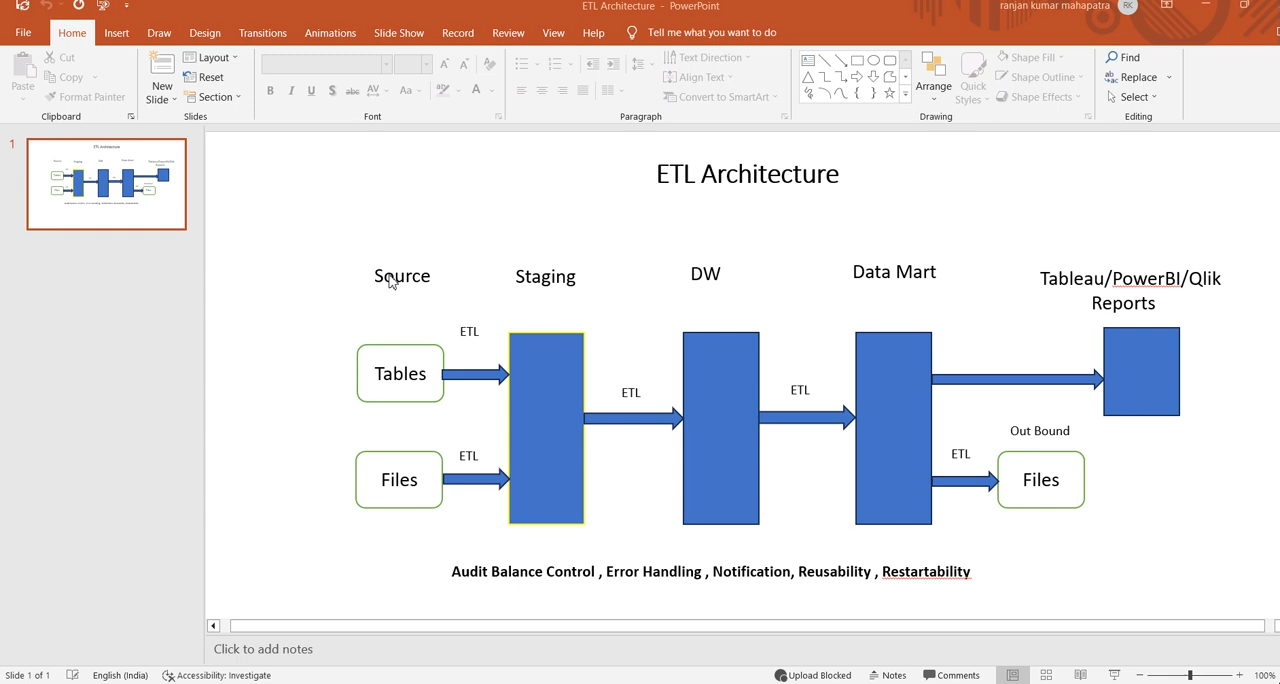 ETL Architecture - PowerPoint
ranjan kumar mahapatra RK
File Home Insert Draw Design Transitions Animations Slide Show Record Review View Help Tell me what you want to do
Paste
Cut
Copy
Format Painter
Clipboard
New
Slide
Layout
Reset
Section
Slides
B I U S abc AV Aa A
Font
Text Direction
Align Text
Convert to SmartArt
Paragraph
Arrange
Quick
Styles
Shape Fill
Shape Outline
Shape Effects
Drawing
Find
Replace
Select
Editing
1
ETL Architecture
Source
Staging
DW
Data Mart
Tableau/PowerBI/Qlik
Reports
ETL
Tables
ETL
ETL
Out Bound
ETL
Files
ETL
Files
Audit Balance Control , Error Handling , Notification, Reusability , Restartability
Click to add notes
Slide 1 of 1 English (India) Accessibility: Investigate Upload Blocked Notes Comments 100%